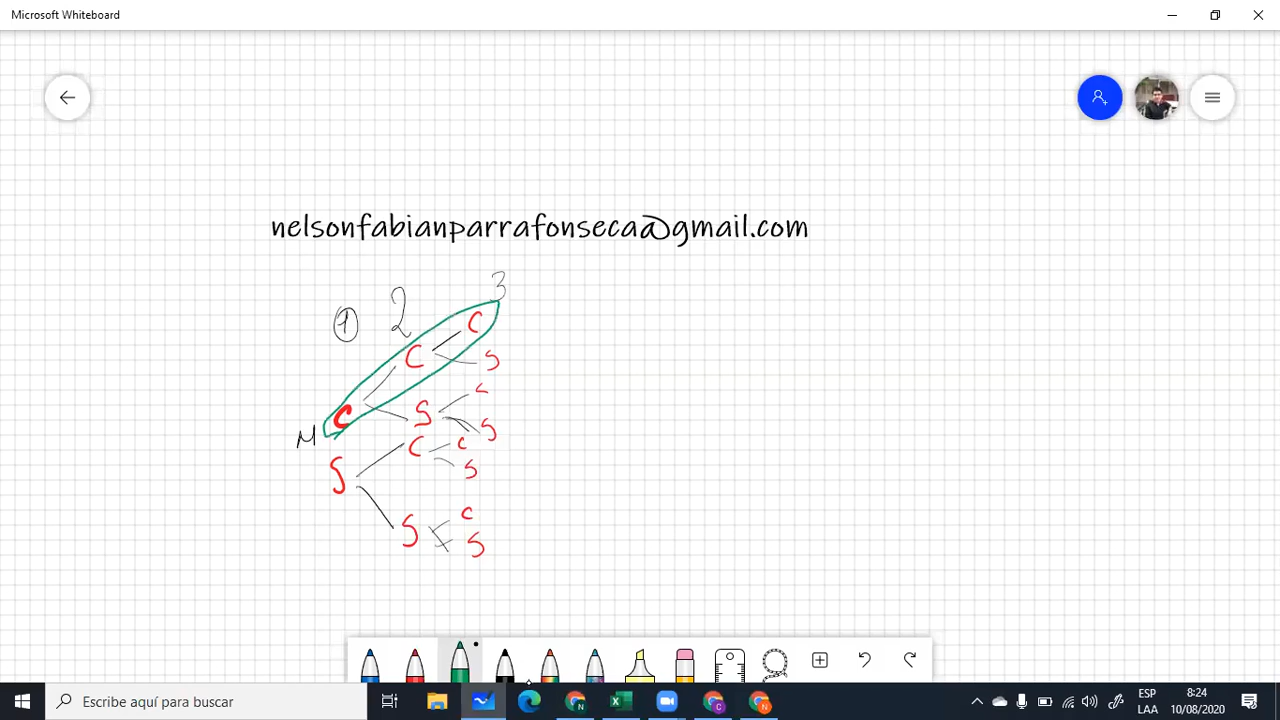 Microsoft Whiteboard
nelsonfabianparrafonseca@gmail.com
1 2 3
C
C
S
C
C
S
S
M
C
C
S
S
C
S
S
Escribe aquí para buscar
ESP
LAA
8:24
10/08/2020